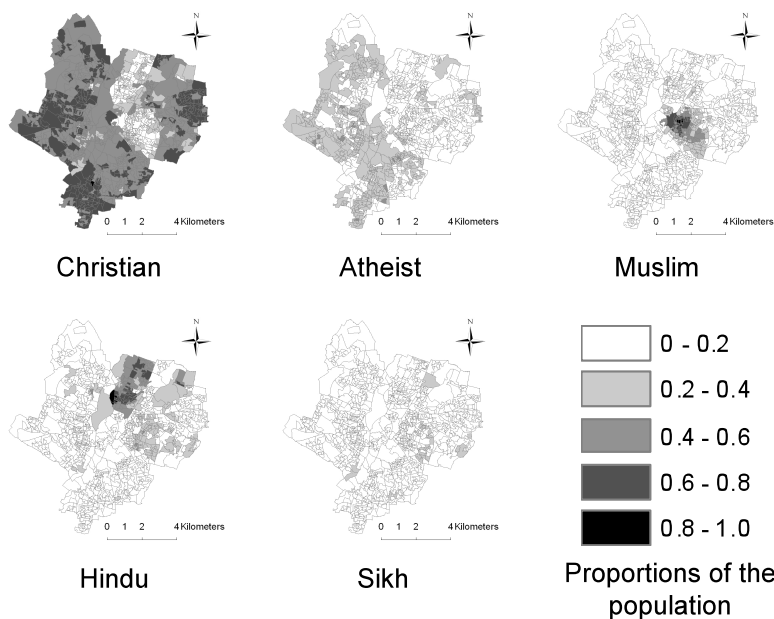 N
0 1 2 4 Kilometers
Christian
N
0 1 2 4 Kilometers
Atheist
N
0 1 2 4 Kilometers
Muslim
N
0 1 2 4 Kilometers
Hindu
N
0 1 2 4 Kilometers
Sikh
0 - 0.2
0.2 - 0.4
0.4 - 0.6
0.6 - 0.8
0.8 - 1.0
Proportions of the
population